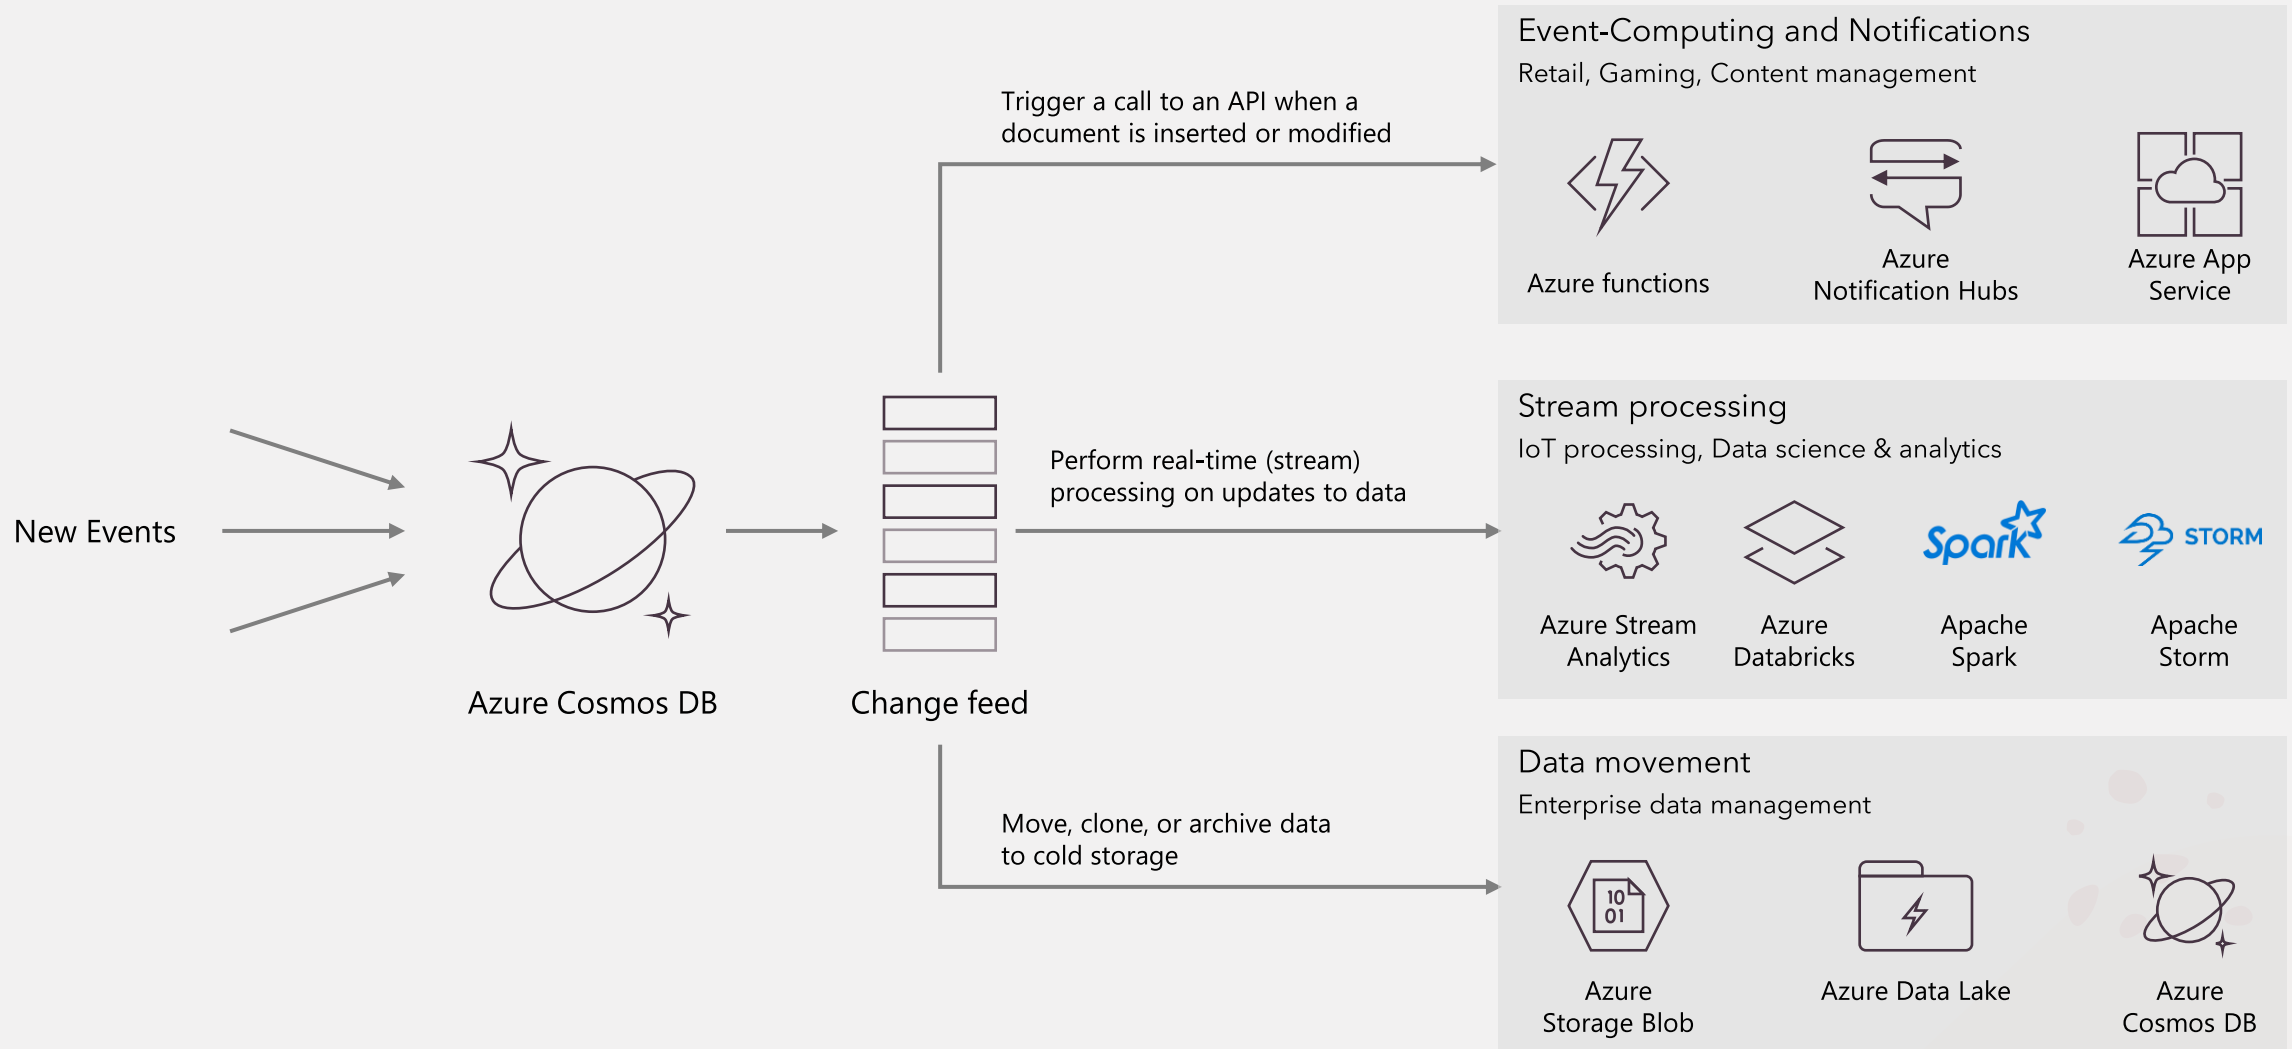 Event-Computing and Notifications
Retail, Gaming, Content management
Trigger a call to an API when a
document is inserted or modified
Azure functions
Azure
Notification Hubs
Azure App
Service
New Events
Azure Cosmos DB
Change feed
Perform real-time (stream)
processing on updates to data
Stream processing
IoT processing, Data science & analytics
Spark
STORM
Azure Stream
Analytics
Azure
Databricks
Apache
Spark
Apache
Storm
Move, clone, or archive data
to cold storage
Data movement
Enterprise data management
10
01
Azure
Storage Blob
Azure Data Lake
Azure
Cosmos DB